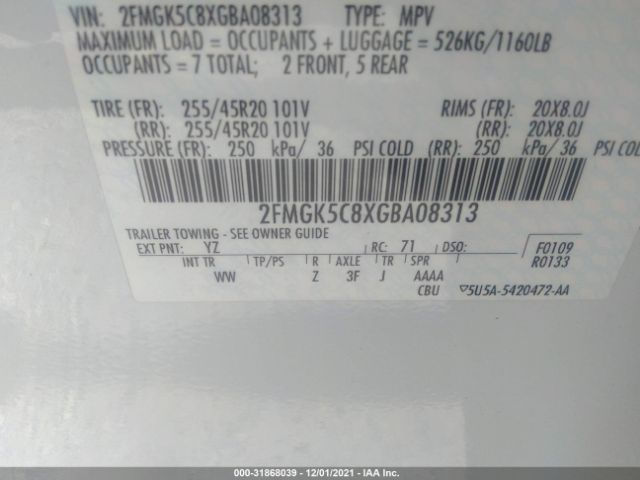 VIN: 2FMGK5C8XGBA08313 TYPE: MPV
MAXIMUM LOAD = OCCUPANTS + LUGGAGE = 526KG/1160LB
OCCUPANTS = 7 TOTAL; 2 FRONT, 5 REAR
TIRE (FR): 255/45R20 101V RIMS (FR): 20X8.0J
(RR): 255/45R20 101V (RR): 20X8.0J
PRESSURE (FR): 250 kPa/ 36 PSI COLD (RR): 250 kPa/ 36 PSI COL
2FMGK5C8XGBA08313
TRAILER TOWING - SEE OWNER GUIDE
EXT PNT: YZ RC: 71 DSO: F0109
INT TR TP/PS R AXLE TR SPR R0133
WW Z 3F J AAAA
CBU ▽5U5A-5420472-AA
000-31868039 - 12/01/2021 - IAA Inc.